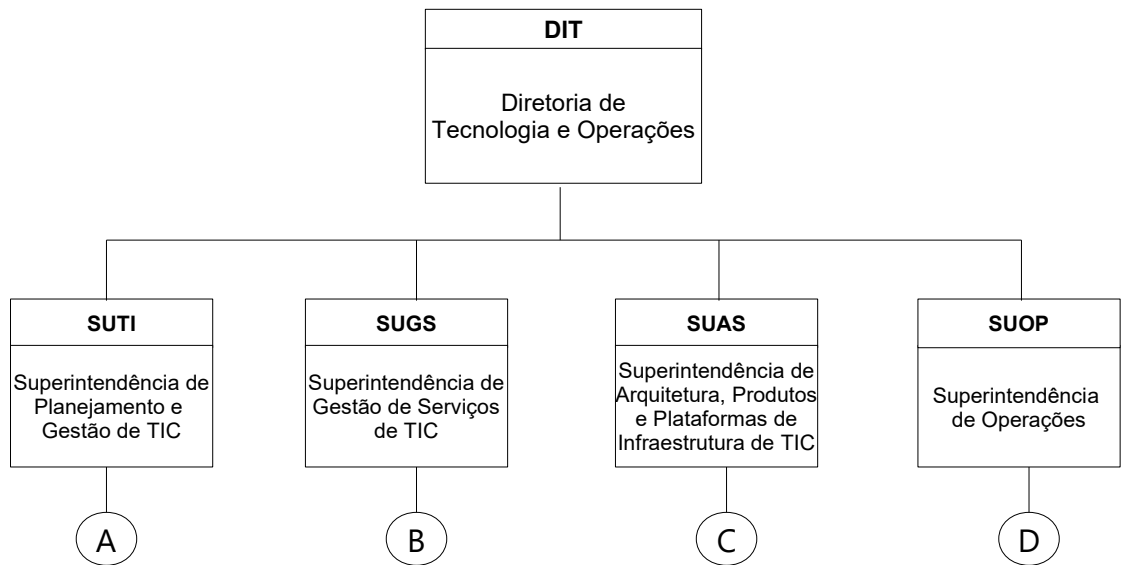 DIT
Diretoria de
Tecnologia e Operações
SUTI
Superintendência de
Planejamento e
Gestão de TIC
A
SUGS
Superintendência de
Gestão de Serviços
de TIC
B
SUAS
Superintendência de
Arquitetura, Produtos
e Plataformas de
Infraestrutura de TIC
C
SUOP
Superintendência
de Operações
D